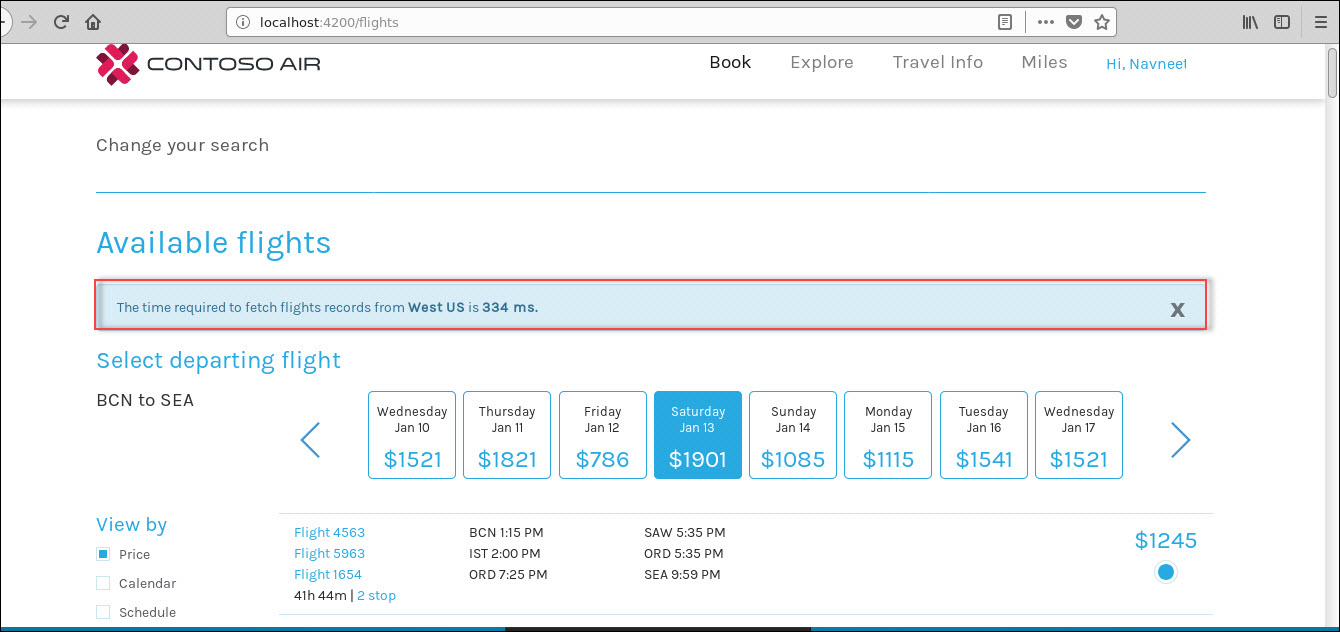 localhost:4200/flights
CONTOSO AIR
Book Explore Travel Info Miles Hi, Navneet
Change your search
Available flights
The time required to fetch flights records from West US is 334 ms.
X
Select departing flight
BCN to SEA
Wednesday Jan 10 $1521
Thursday Jan 11 $1821
Friday Jan 12 $786
Saturday Jan 13 $1901
Sunday Jan 14 $1085
Monday Jan 15 $1115
Tuesday Jan 16 $1541
Wednesday Jan 17 $1521
View by
Price
Calendar
Schedule
Flight 4563 BCN 1:15 PM SAW 5:35 PM
Flight 5963 IST 2:00 PM ORD 5:35 PM
Flight 1654 ORD 7:25 PM SEA 9:59 PM
41h 44m | 2 stop
$1245